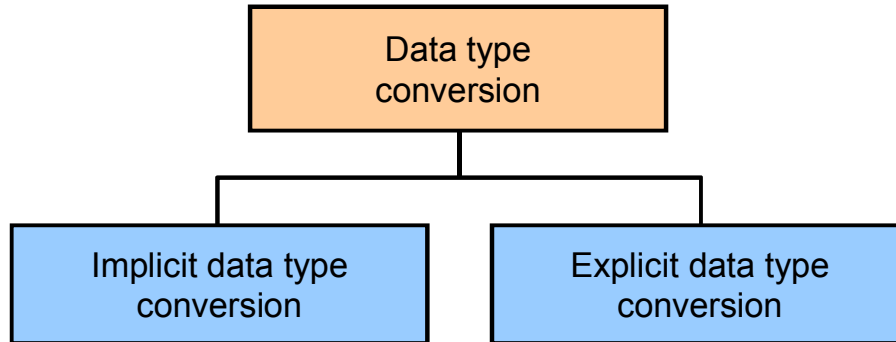 Data type
conversion
Implicit data type
conversion
Explicit data type
conversion